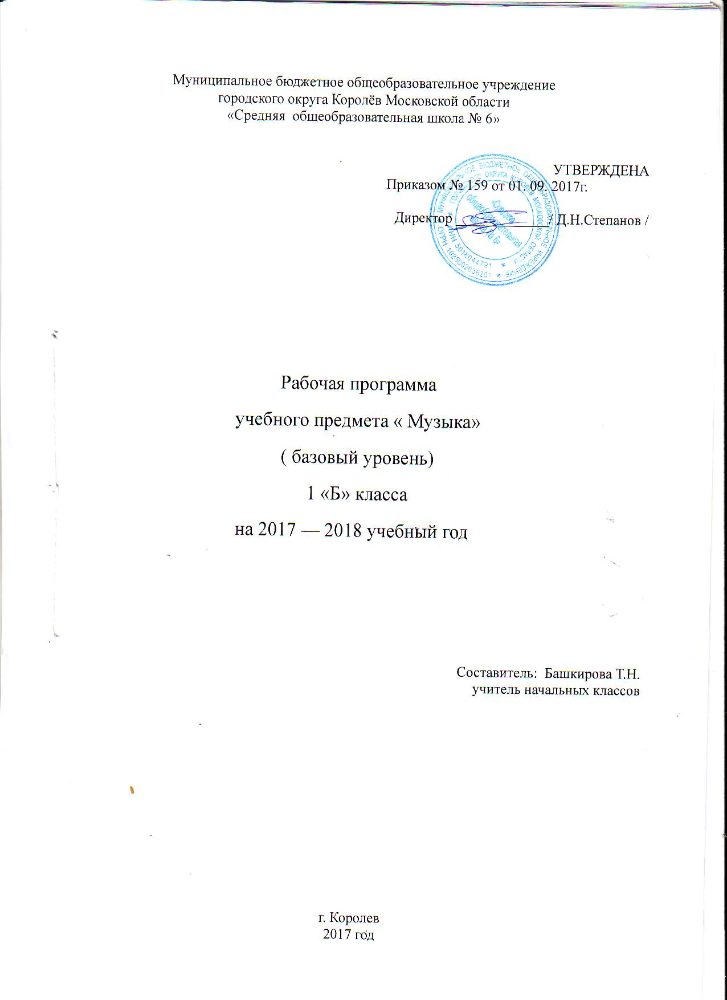 Муниципальное бюджетное общеобразовательное учреждение
городского округа Королёв Московской области
«Средняя общеобразовательная школа № 6»
УТВЕРЖДЕНА
Приказом № 159 от 01. 09. 2017г.
Директор ____________ / Д.Н.Степанов /
МУНИЦИПАЛЬНОЕ БЮДЖЕТНОЕ ОБЩЕОБРАЗОВАТЕЛЬНОЕ УЧРЕЖДЕНИЕ * ОГРН 1025002036201 *
ГОРОДСКОГО ОКРУГА КОРОЛЕВ МОСКОВСКОЙ ОБЛАСТИ * ИНН 5018044791 *
«Средняя
общеобразовательная
школа № 6»
Рабочая программа
учебного предмета « Музыка»
( базовый уровень)
1 «Б» класса
на 2017 — 2018 учебный год
Составитель: Башкирова Т.Н.
учитель начальных классов
г. Королев
2017 год